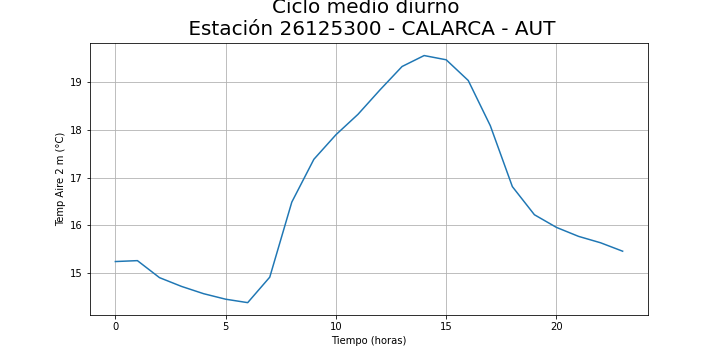 Ciclo medio diurno
Estación 26125300 - CALARCA - AUT
Temp Aire 2 m (°C)
19
18
17
16
15
0
5
10
15
20
Tiempo (horas)